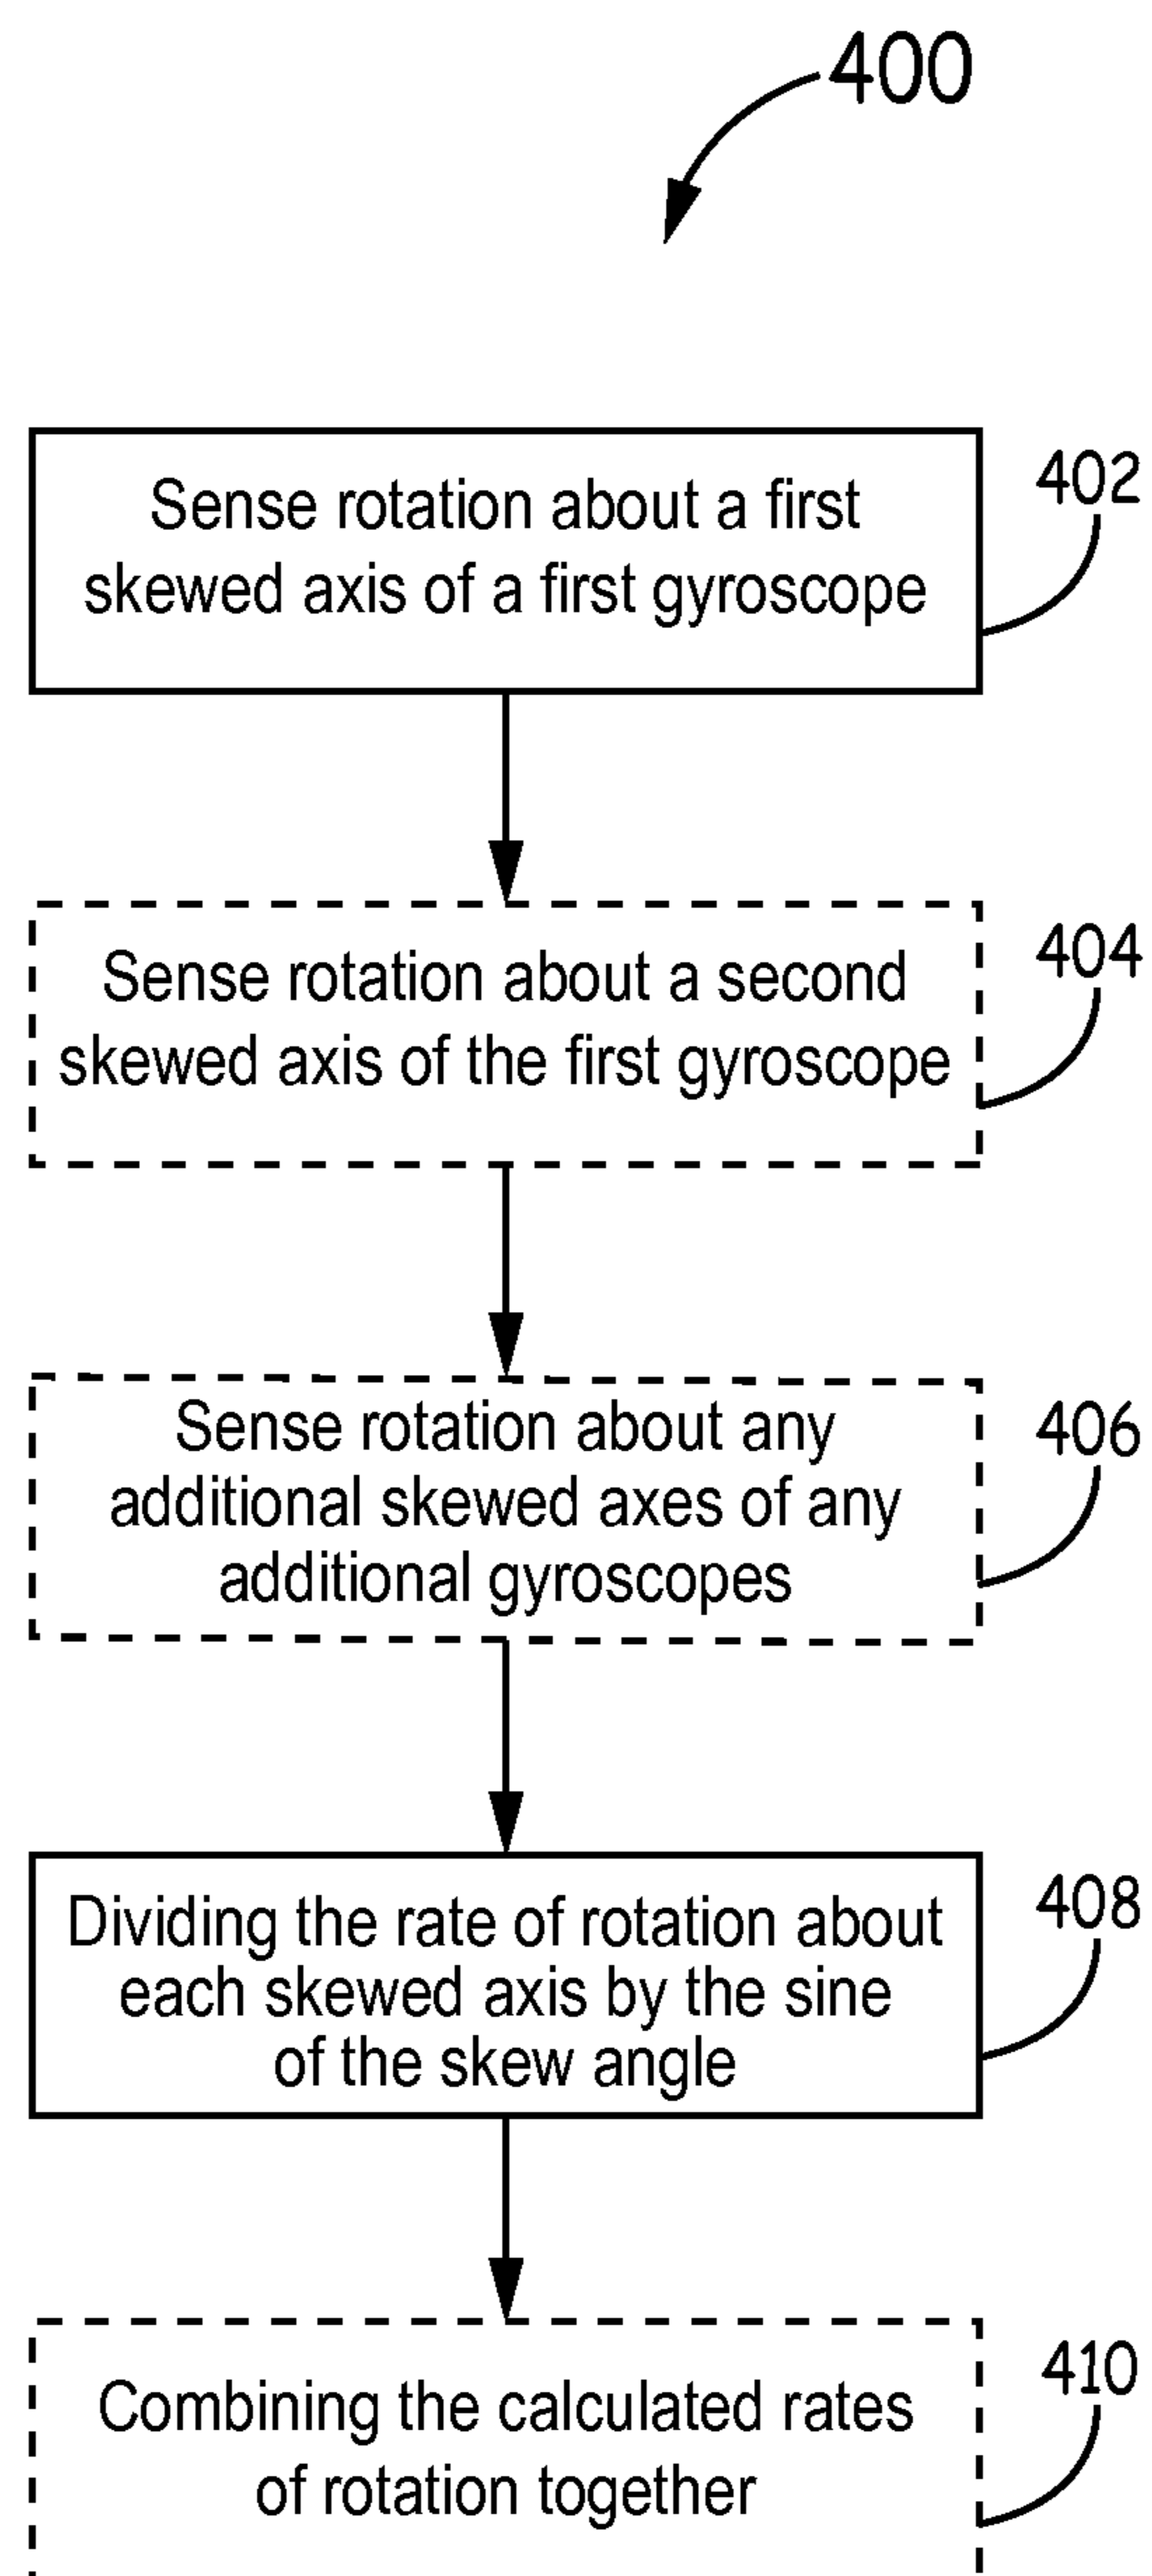 400
Sense rotation about a first
skewed axis of a first gyroscope
402
Sense rotation about a second
skewed axis of the first gyroscope
404
Sense rotation about any
additional skewed axes of any
additional gyroscopes
406
Dividing the rate of rotation about
each skewed axis by the sine
of the skew angle
408
Combining the calculated rates
of rotation together
410